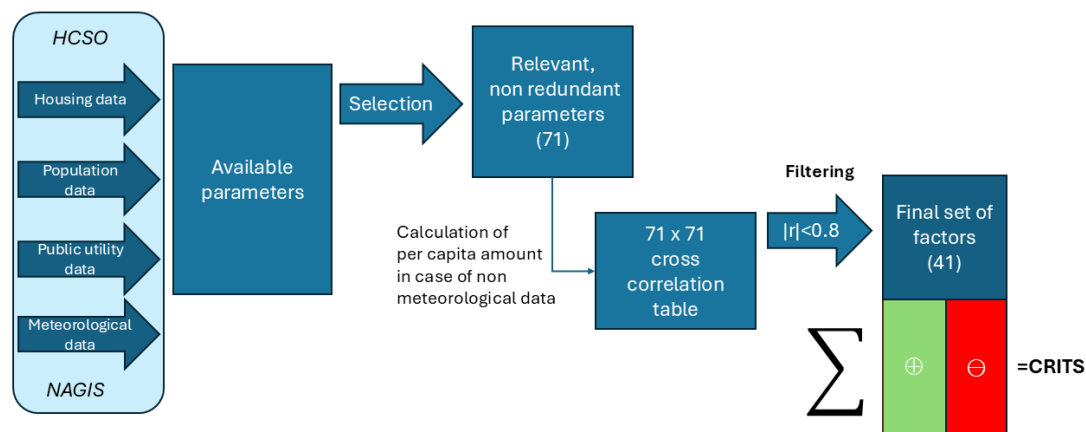 HCSO
Housing data
Population
data
Public utility
data
Meteorological
data
NAGIS
Available
parameters
Selection
Relevant,
non redundant
parameters
(71)
Calculation of
per capita amount
in case of non
meteorological data
71 x 71
cross
correlation
table
Filtering
|r|<0.8
Final set of
factors
(41)
∑
⊕
⊖
=CRITS